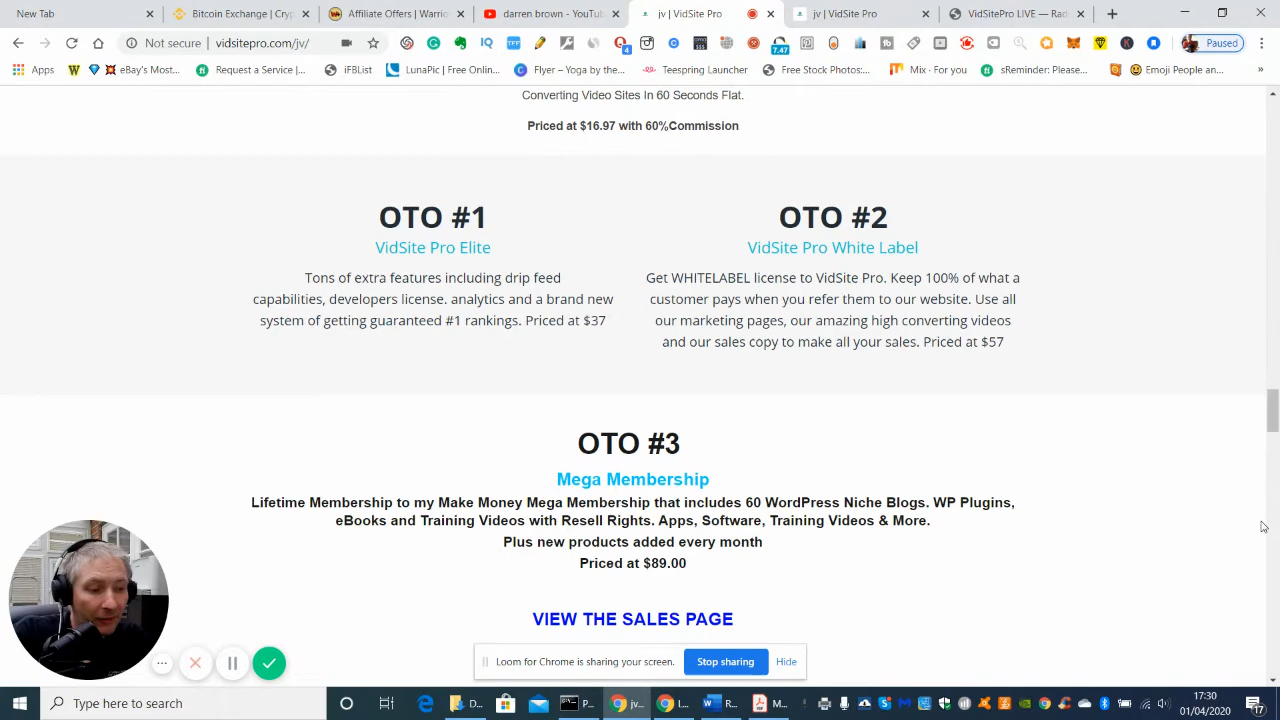 New Tab
Bitcoin Exchange | Cryp
Affiliate Offers | Warrio
darren brown - YouTube
jv | VidSite Pro
jv | VidSite Pro
VidSitePro LIVE — Rad
Not secure
vidsitepro.com/jv/
4
7.47
Paused
Apps
eBay's Most...
Request a Service |...
iFBList
LunaPic | Free Onlin...
Flyer – Yoga by the...
Teespring Launcher
Free Stock Photos:...
Mix · For you
sReminder: Please...
Emoji People an...
»
Converting Video Sites In 60 Seconds Flat.
Priced at $16.97 with 60%Commission
OTO #1
VidSite Pro Elite
Tons of extra features including drip feed
capabilities, developers license. analytics and a brand new
system of getting guaranteed #1 rankings. Priced at $37
OTO #2
VidSite Pro White Label
Get WHITELABEL license to VidSite Pro. Keep 100% of what a
customer pays when you refer them to our website. Use all
our marketing pages, our amazing high converting videos
and our sales copy to make all your sales. Priced at $57
OTO #3
Mega Membership
Lifetime Membership to my Make Money Mega Membership that includes 60 WordPress Niche Blogs. WP Plugins,
eBooks and Training Videos with Resell Rights. Apps, Software, Training Videos & More.
Plus new products added every month
Priced at $89.00
VIEW THE SALES PAGE
Loom for Chrome is sharing your screen.
Stop sharing
Hide
Type here to search
D...
P...
jv...
L...
R...
M...
17:30
01/04/2020
17